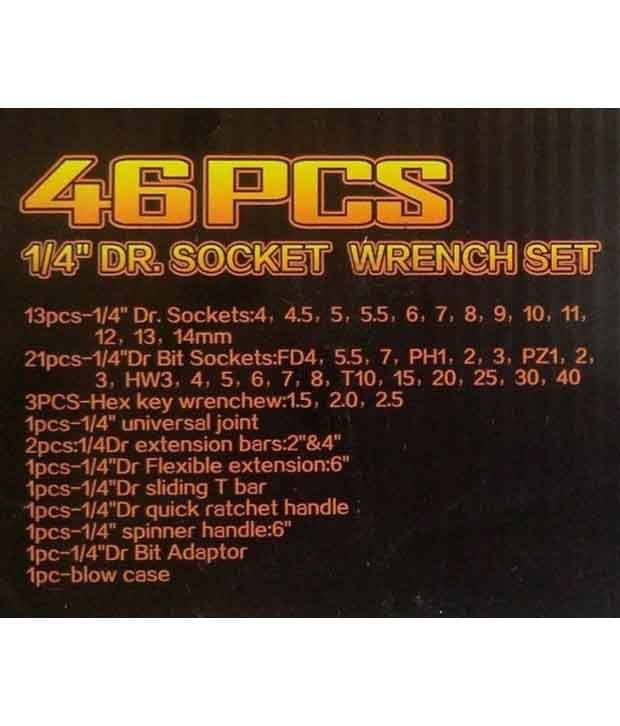 46PCS
1/4" DR. SOCKET WRENCH SET
13pcs-1/4" Dr. Sockets:4, 4.5, 5, 5.5, 6, 7, 8, 9, 10, 11,
12, 13, 14mm
21pcs-1/4"Dr Bit Sockets:FD4, 5.5, 7, PH1, 2, 3, PZ1, 2,
3, HW3, 4, 5, 6, 7, 8, T10, 15, 20, 25, 30, 40
3PCS-Hex key wrenchew:1.5, 2.0, 2.5
1pcs-1/4" universal joint
2pcs:1/4Dr extension bars:2"&4"
1pcs-1/4"Dr Flexible extension:6"
1pcs-1/4"Dr sliding T bar
1pcs-1/4"Dr quick ratchet handle
1pcs-1/4" spinner handle:6"
1pc-1/4"Dr Bit Adaptor
1pc-blow case